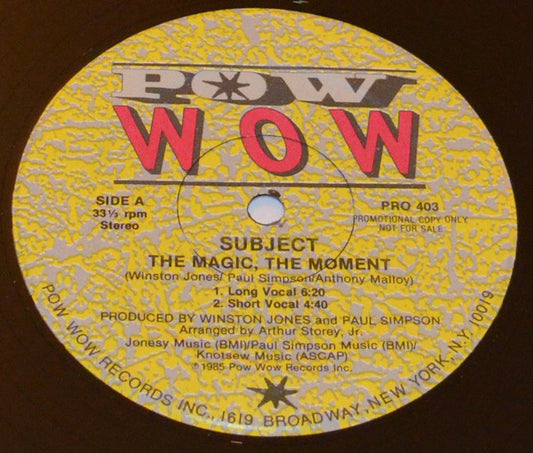 POW
WOW
SIDE A
33⅓ rpm
Stereo
PRO 403
PROMOTIONAL COPY ONLY
NOT FOR SALE
SUBJECT
THE MAGIC, THE MOMENT
(Winston Jones/ Paul Simpson/Anthony Malloy)
1. Long Vocal 6:20
2. Short Vocal 4:40
PRODUCED BY WINSTON JONES and PAUL SIMPSON
Arranged by Arthur Storey, Jr.
Jonesy Music (BMI)/Paul Simpson Music (BMI)/
Knotsew Music (ASCAP)
©1985 Pow Wow Records Inc.
POW WOW RECORDS INC., 1619 BROADWAY, NEW YORK, N.Y. 10019